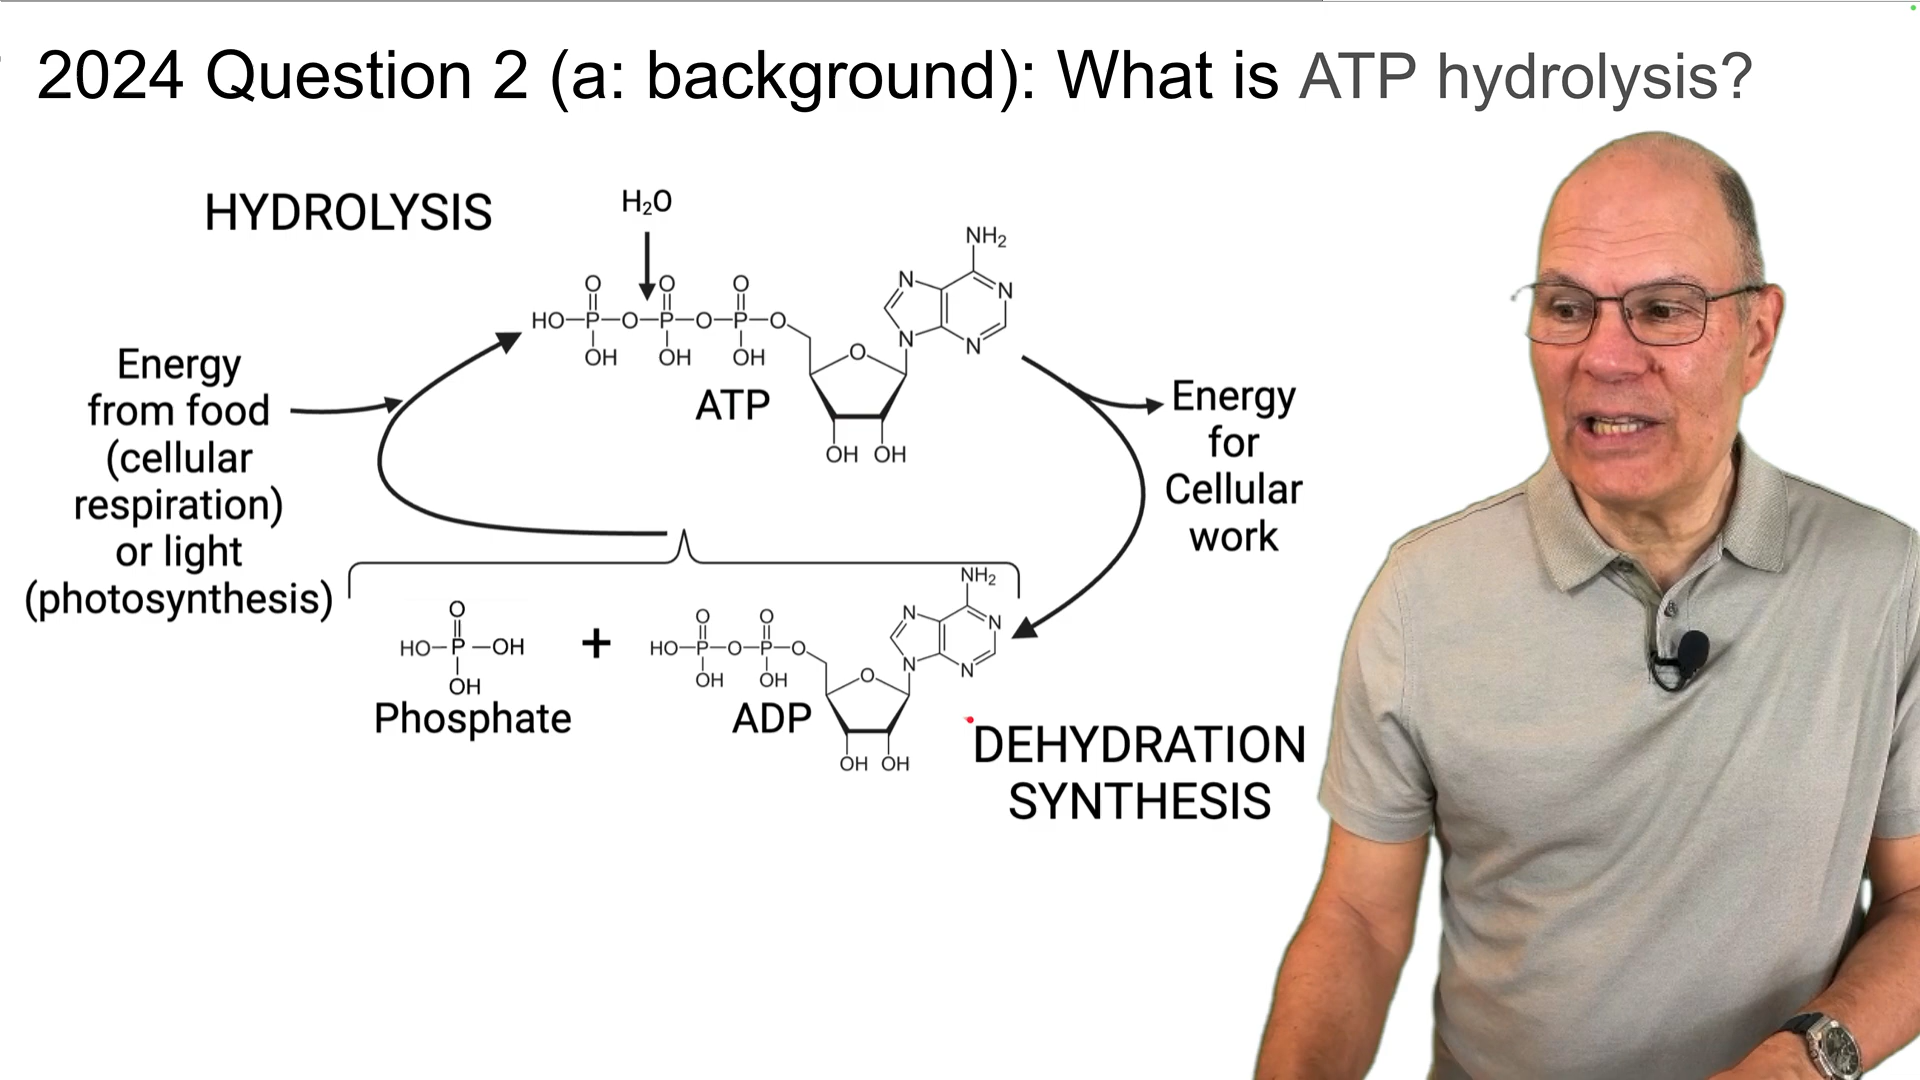 2024 Question 2 (a: background): What is ATP hydrolysis?
HYDROLYSIS
H₂O
NH₂
O O O
N N
HO P O P O P O
N N
OH OH OH
O
ATP
OH OH
Energy
from food
(cellular
respiration)
or light
(photosynthesis)
Energy
for
Cellular
work
O
HO P OH
OH
Phosphate
+
NH₂
O O
N N
HO P O P O
N N
OH OH
O
ADP
OH OH
DEHYDRATION
SYNTHESIS